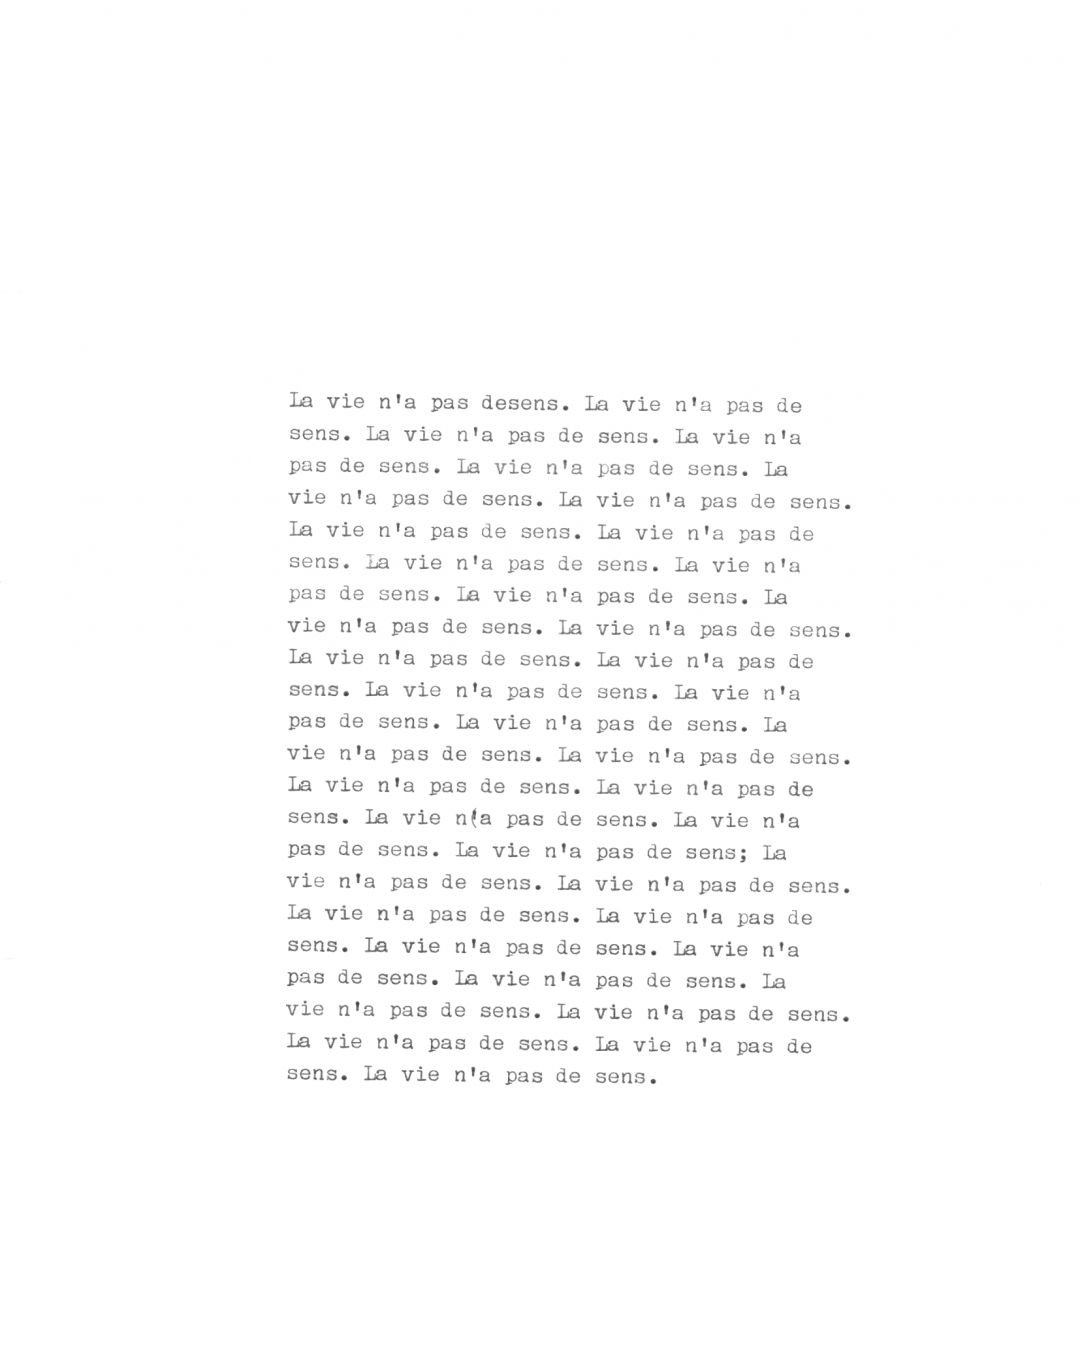 La vie n'a pas desens. La vie n'a pas de
sens. La vie n'a pas de sens. La vie n'a
pas de sens. La vie n'a pas de sens. La
vie n'a pas de sens. La vie n'a pas de sens.
La vie n'a pas de sens. La vie n'a pas de
sens. La vie n'a pas de sens. La vie n'a
pas de sens. La vie n'a pas de sens. La
vie n'a pas de sens. La vie n'a pas de sens.
La vie n'a pas de sens. La vie n'a pas de
sens. La vie n'a pas de sens. La vie n'a
pas de sens. La vie n'a pas de sens. La
vie n'a pas de sens. La vie n'a pas de sens.
La vie n'a pas de sens. La vie n'a pas de
sens. La vie n(a pas de sens. La vie n'a
pas de sens. La vie n'a pas de sens; La
vie n'a pas de sens. La vie n'a pas de sens.
La vie n'a pas de sens. La vie n'a pas de
sens. La vie n'a pas de sens. La vie n'a
pas de sens. La vie n'a pas de sens. La
vie n'a pas de sens. La vie n'a pas de sens.
La vie n'a pas de sens. La vie n'a pas de
sens. La vie n'a pas de sens.